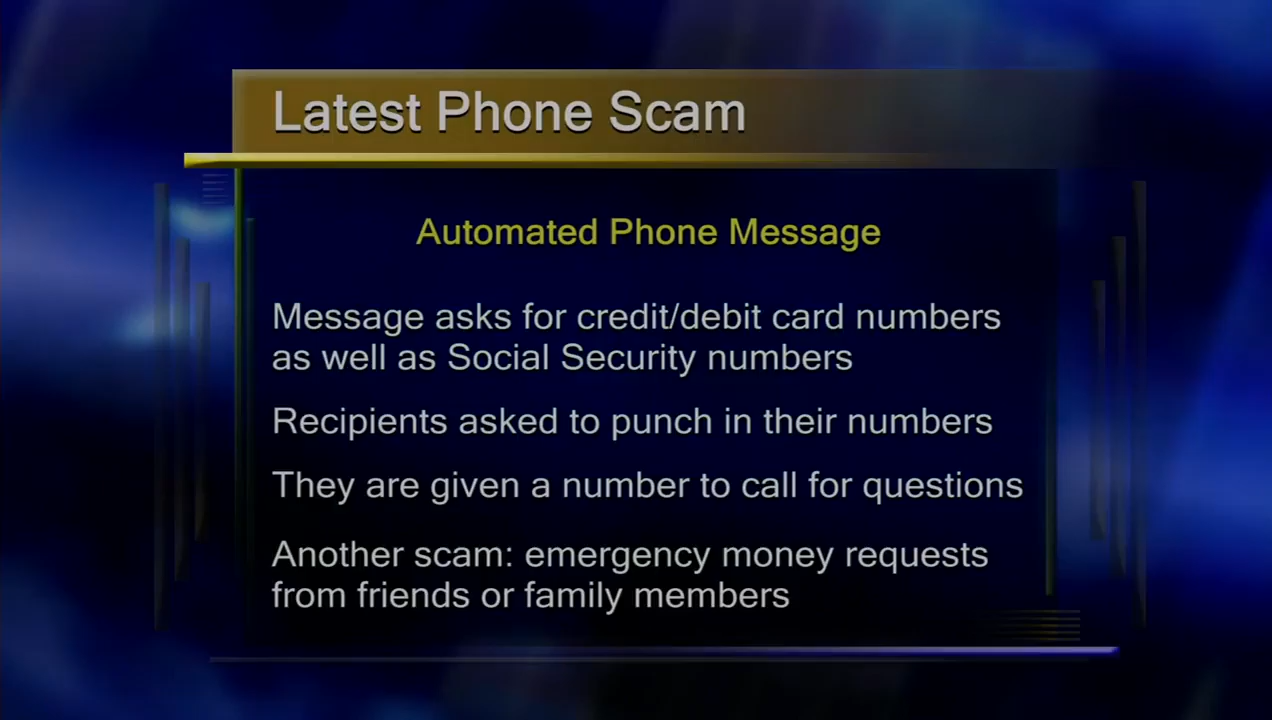 Latest Phone Scam
Automated Phone Message
Message asks for credit/debit card numbers
as well as Social Security numbers
Recipients asked to punch in their numbers
They are given a number to call for questions
Another scam: emergency money requests
from friends or family members